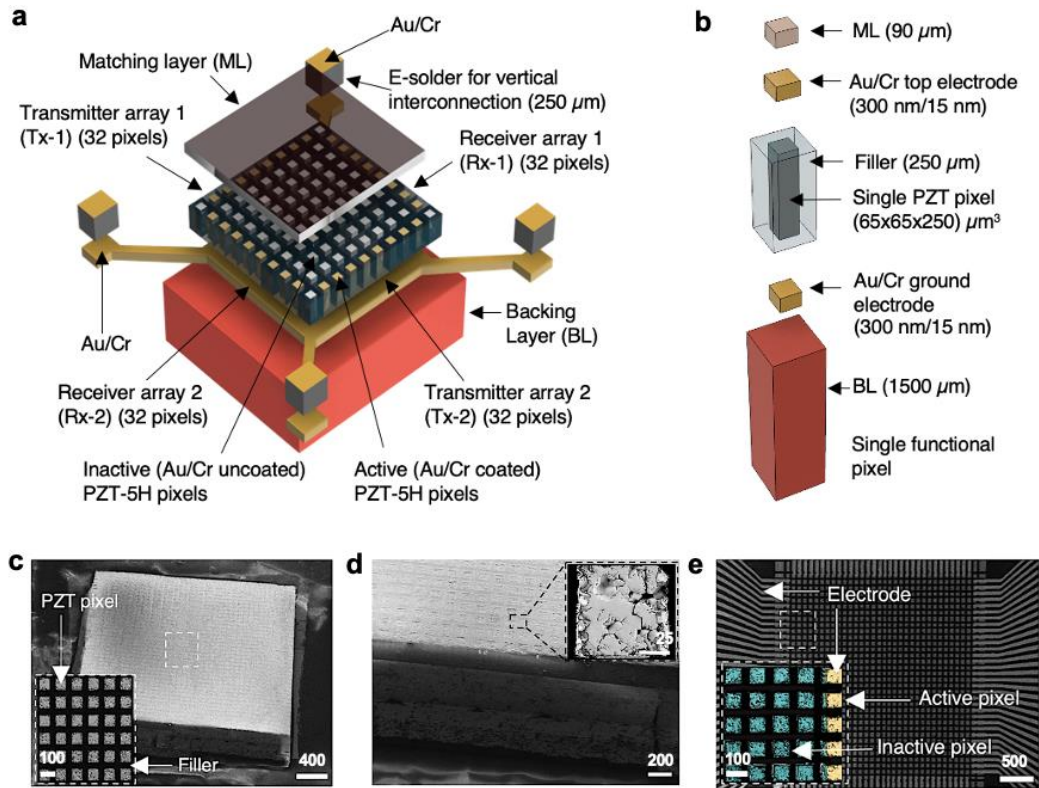 a
Au/Cr
Matching layer (ML)
E-solder for vertical
interconnection (250 µm)
Transmitter array 1
(Tx-1) (32 pixels)
Receiver array 1
(Rx-1) (32 pixels)
Au/Cr
Backing
Layer (BL)
Receiver array 2
(Rx-2) (32 pixels)
Transmitter array 2
(Tx-2) (32 pixels)
Inactive (Au/Cr uncoated)
PZT-5H pixels
Active (Au/Cr coated)
PZT-5H pixels
b
ML (90 µm)
Au/Cr top electrode
(300 nm/15 nm)
Filler (250 µm)
Single PZT pixel
(65x65x250) µm³
Au/Cr ground
electrode
(300 nm/15 nm)
BL (1500 µm)
Single functional
pixel
c
PZT pixel
100
Filler
400
d
25
200
e
Electrode
Active pixel
Inactive pixel
100
500